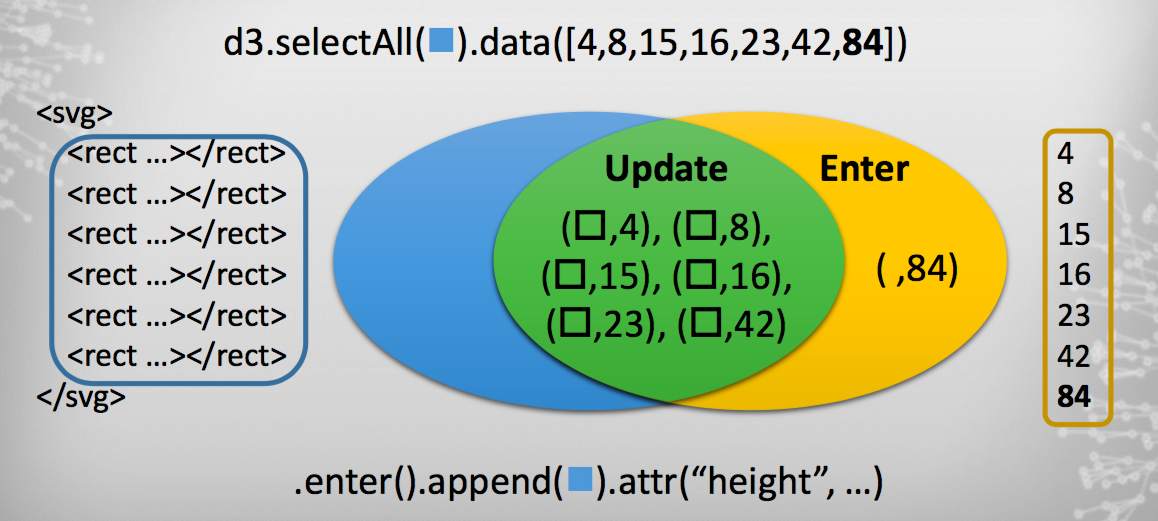 d3.selectAll(■).data([4,8,15,16,23,42,84])
<svg>
<rect ...></rect>
<rect ...></rect>
<rect ...></rect>
<rect ...></rect>
<rect ...></rect>
<rect ...></rect>
</svg>
Update
(□,4), (□,8),
(□,15), (□,16),
(□,23), (□,42)
Enter
( ,84)
4
8
15
16
23
42
84
.enter().append(■).attr(“height”, ...)